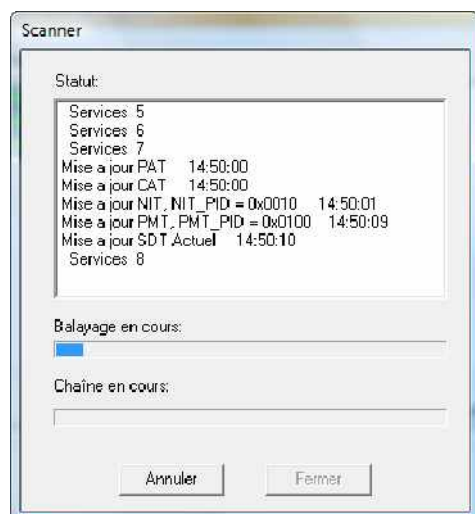 Scanner
Statut:
Services 5
Services 6
Services 7
Mise a jour PAT 14:50:00
Mise a jour CAT 14:50:00
Mise a jour NIT, NIT_PID = 0x0010 14:50:01
Mise a jour PMT, PMT_PID = 0x0100 14:50:09
Mise a jour SDT,Actuel 14:50:10
Services 8
Balayage en cours:
Chaîne en cours:
Annuler Fermer